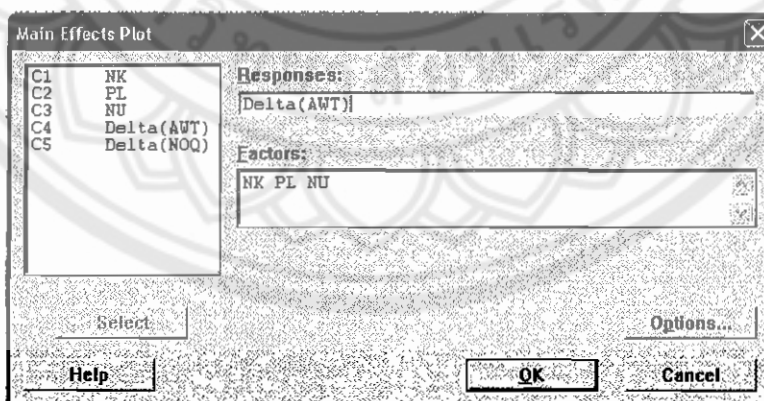 Main Effects Plot
C1 NK
C2 PL
C3 NU
C4 Delta(AWT)
C5 Delta(NOQ)
Responses:
Delta(AWT)
Factors:
NK PL NU
Select
Options...
Help
OK
Cancel